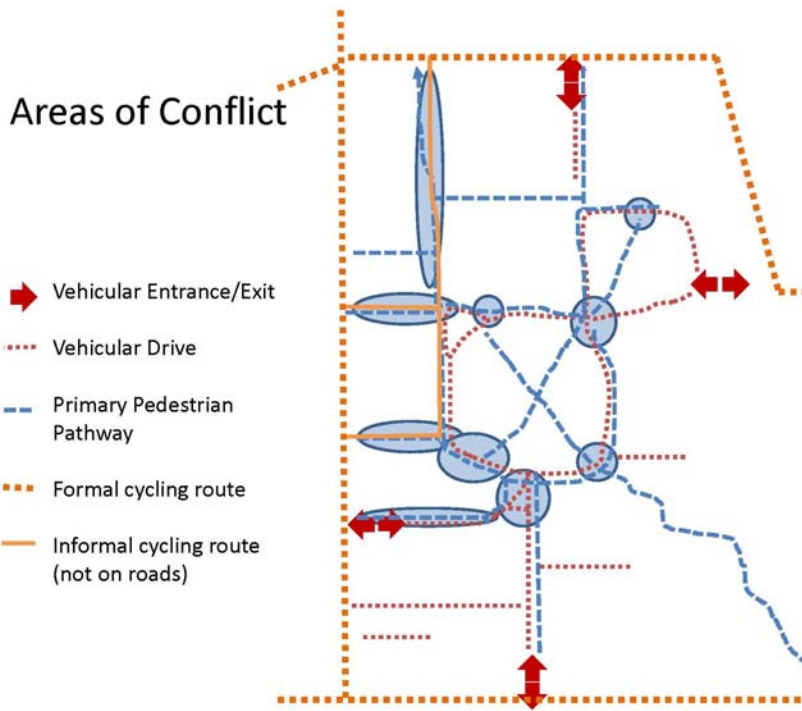 Areas of Conflict
Vehicular Entrance/Exit
Vehicular Drive
Primary Pedestrian
Pathway
Formal cycling route
Informal cycling route
(not on roads)